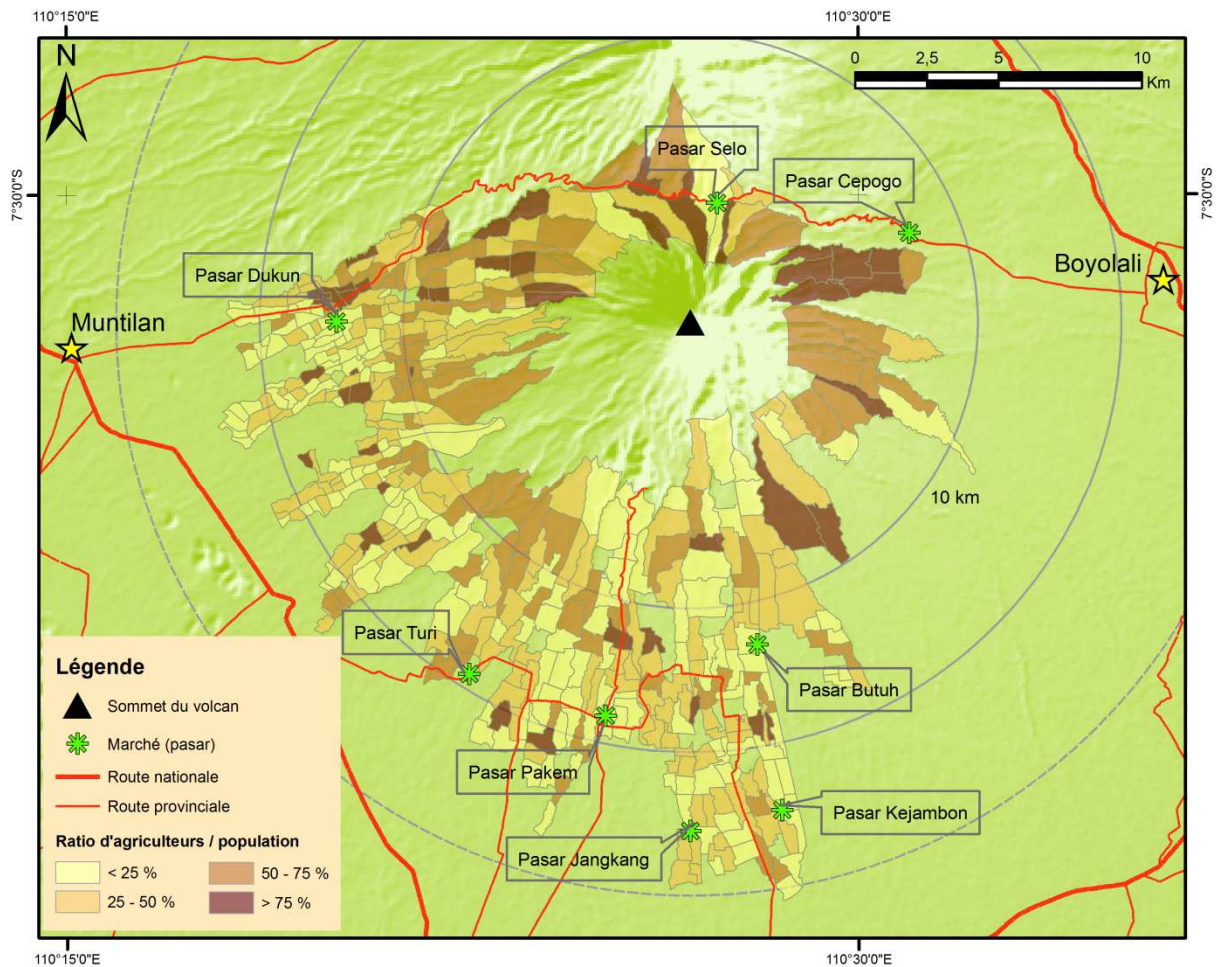 110°15'0"E
110°30'0"E
N
0
2,5
5
10
Km
Pasar Selo
Pasar Cepogo
7°30'0"S
7°30'0"S
Boyolali
Pasar Dukun
Muntilan
10 km
Pasar Turi
Pasar Butuh
Pasar Pakem
Pasar Kejambon
Pasar Jangkang
Légende
Sommet du volcan
Marché (pasar)
Route nationale
Route provinciale
Ratio d'agriculteurs / population
< 25 %
50 - 75 %
25 - 50 %
> 75 %
110°15'0"E
110°30'0"E